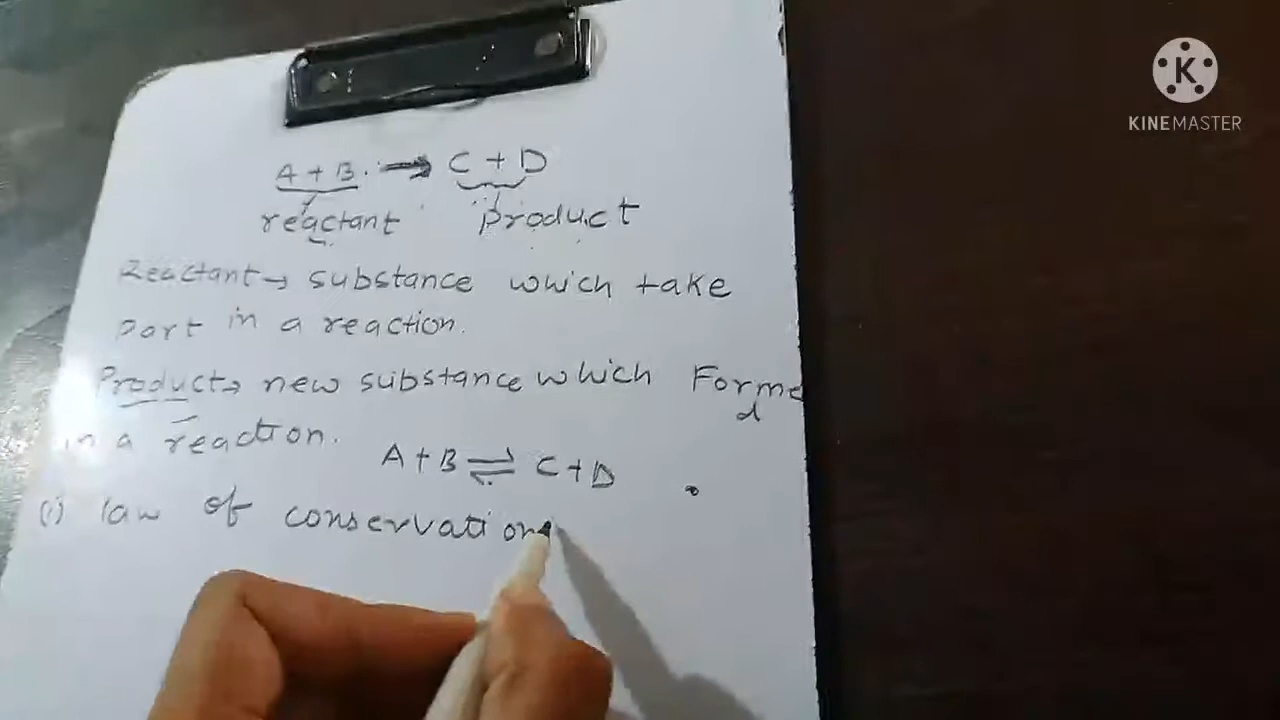 A + B. → C + D
reactant product
Reactant → substance which take
part in a reaction.
Product → new substance which Forme
d
in a reaction.
A + B ⇌ C + D
(i) law of conservation
K
KINEMASTER